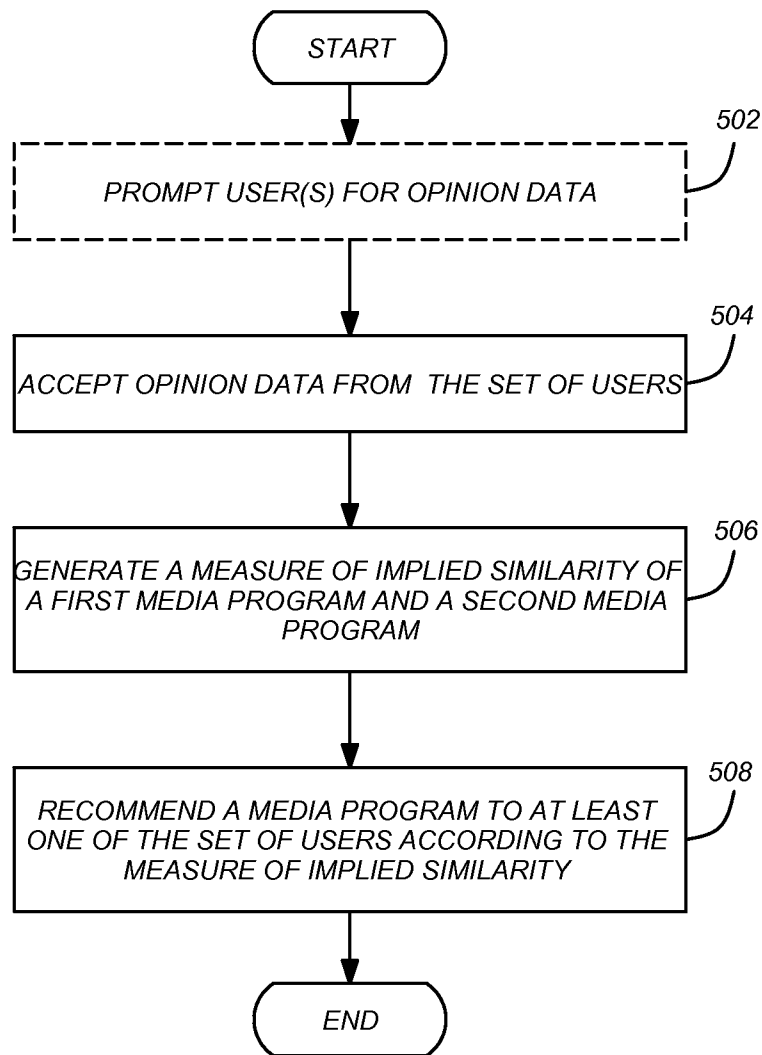 START
502
PROMPT USER(S) FOR OPINION DATA
504
ACCEPT OPINION DATA FROM THE SET OF USERS
506
GENERATE A MEASURE OF IMPLIED SIMILARITY OF
A FIRST MEDIA PROGRAM AND A SECOND MEDIA
PROGRAM
508
RECOMMEND A MEDIA PROGRAM TO AT LEAST
ONE OF THE SET OF USERS ACCORDING TO THE
MEASURE OF IMPLIED SIMILARITY
END